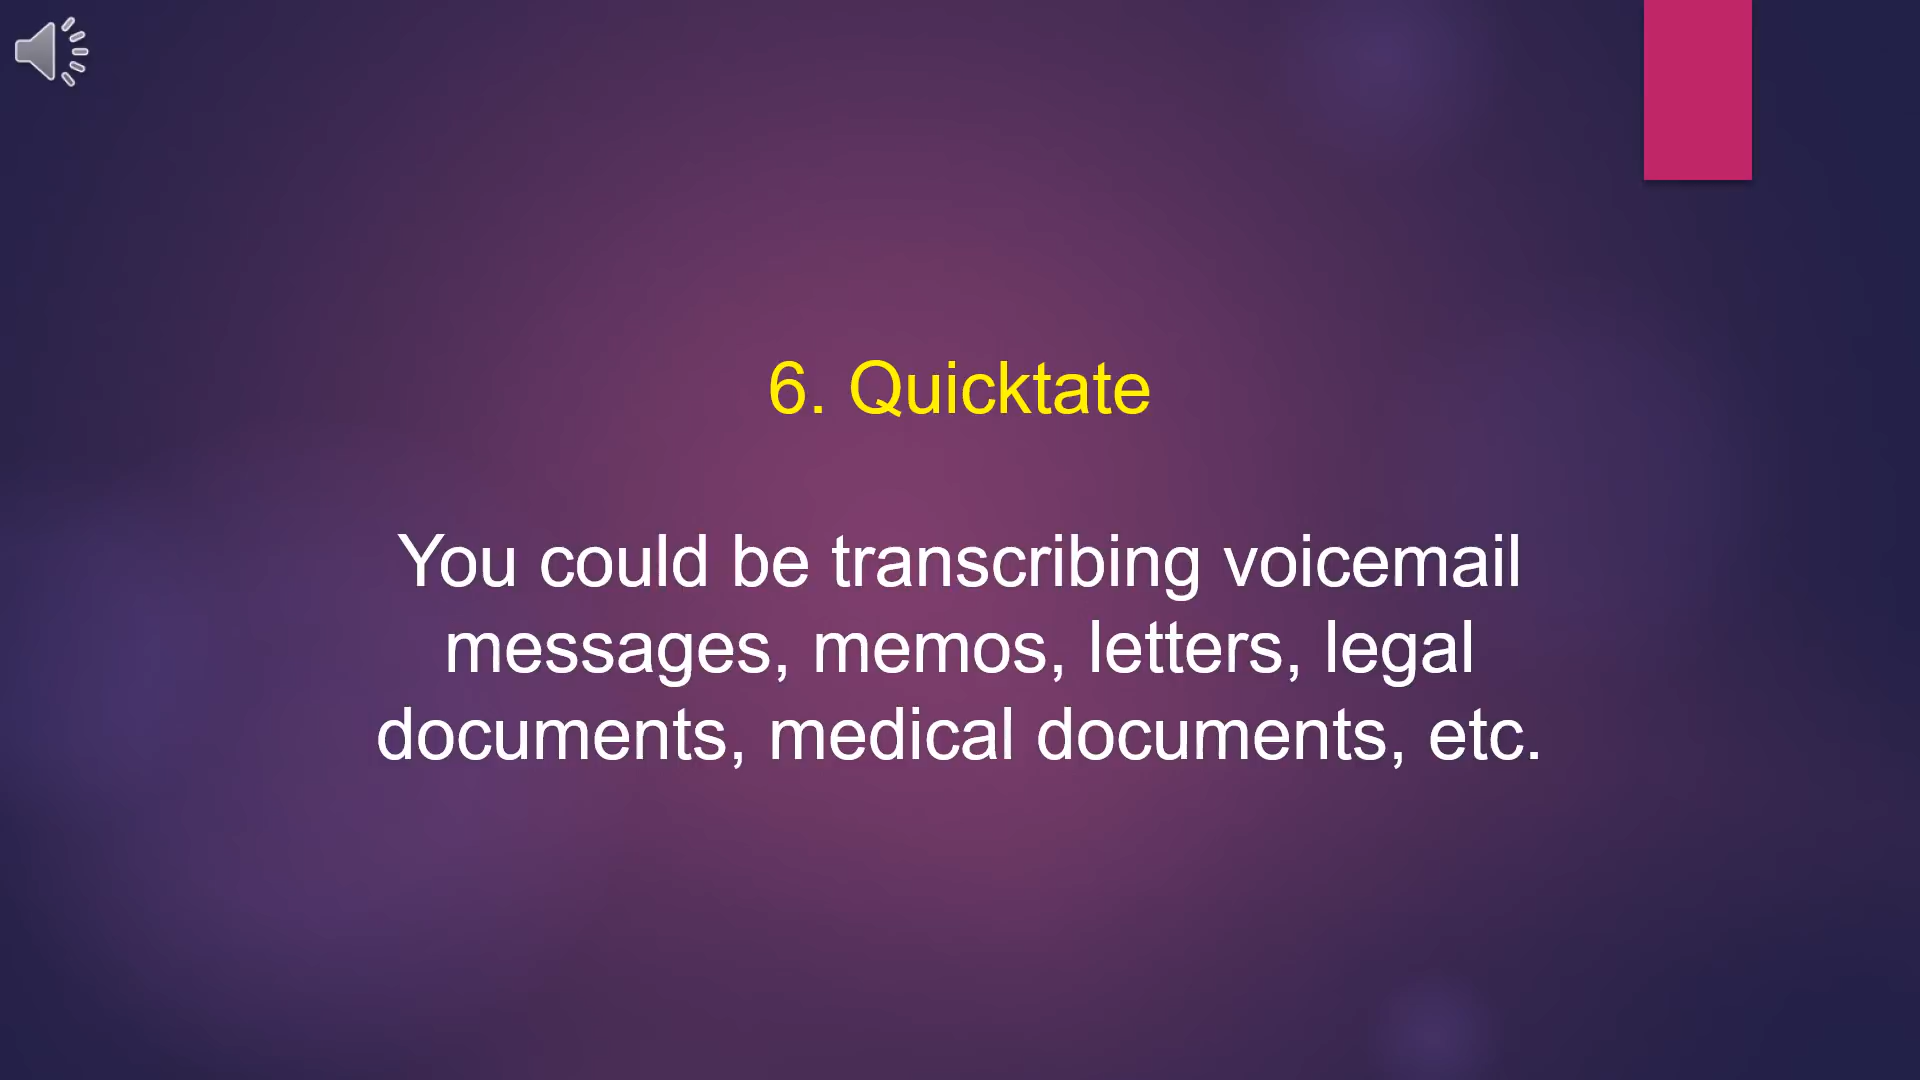 6. Quicktate
You could be transcribing voicemail
messages, memos, letters, legal
documents, medical documents, etc.